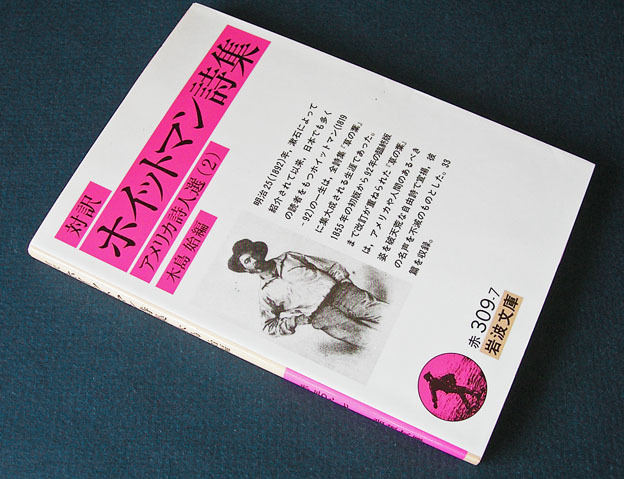 対訳
ホイットマン詩集
アメリカ詩人選(2)
木島 始編
明治25(1892)年，漱石によって
紹介されて以来，日本でも多く
の読者をもつホイットマン(1819
-92)の一生は，全詩集『草の葉』
に集大成される生涯であった。
1855年の初版から92年の臨終版
まで改訂が重ねられた『草の葉』
は，アメリカや人間のあるべき
姿を破天荒な自由詩で宣揚，彼
の名声を不滅のものとした。33
篇を収録。
赤 309-7
岩波文庫